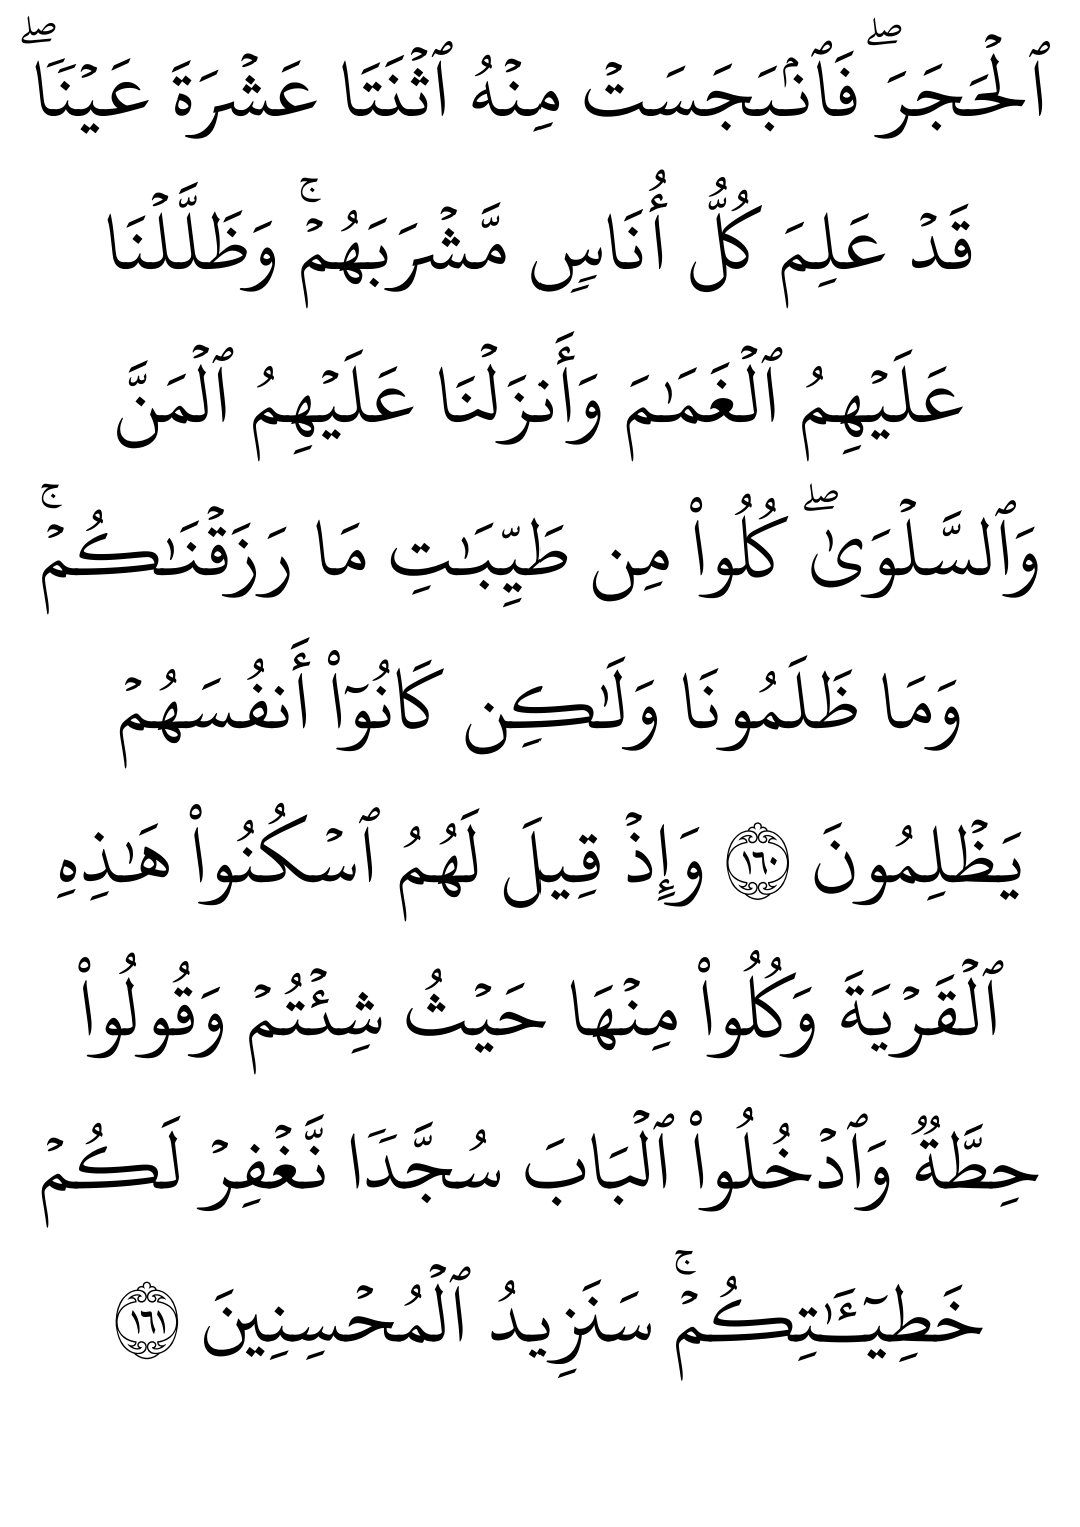 ٱلۡحَجَرَۖ فَٱنۢبَجَسَتۡ مِنۡهُ ٱثۡنَتَا عَشۡرَةَ عَيۡنٗاۖ
قَدۡ عَلِمَ كُلُّ أُنَاسٖ مَّشۡرَبَهُمۡۚ وَظَلَّلۡنَا
عَلَيۡهِمُ ٱلۡغَمَٰمَ وَأَنزَلۡنَا عَلَيۡهِمُ ٱلۡمَنَّ
وَٱلسَّلۡوَىٰۖ كُلُواْ مِن طَيِّبَٰتِ مَا رَزَقۡنَٰكُمۡۚ
وَمَا ظَلَمُونَا وَلَٰكِن كَانُوٓاْ أَنفُسَهُمۡ
يَظۡلِمُونَ ١٦٠ وَإِذۡ قِيلَ لَهُمُ ٱسۡكُنُواْ هَٰذِهِ
ٱلۡقَرۡيَةَ وَكُلُواْ مِنۡهَا حَيۡثُ شِئۡتُمۡ وَقُولُواْ
حِطَّةٞ وَٱدۡخُلُواْ ٱلۡبَابَ سُجَّدٗا نَّغۡفِرۡ لَكُمۡ
خَطِيٓـَٰٔتِكُمۡۚ سَنَزِيدُ ٱلۡمُحۡسِنِينَ ١٦١